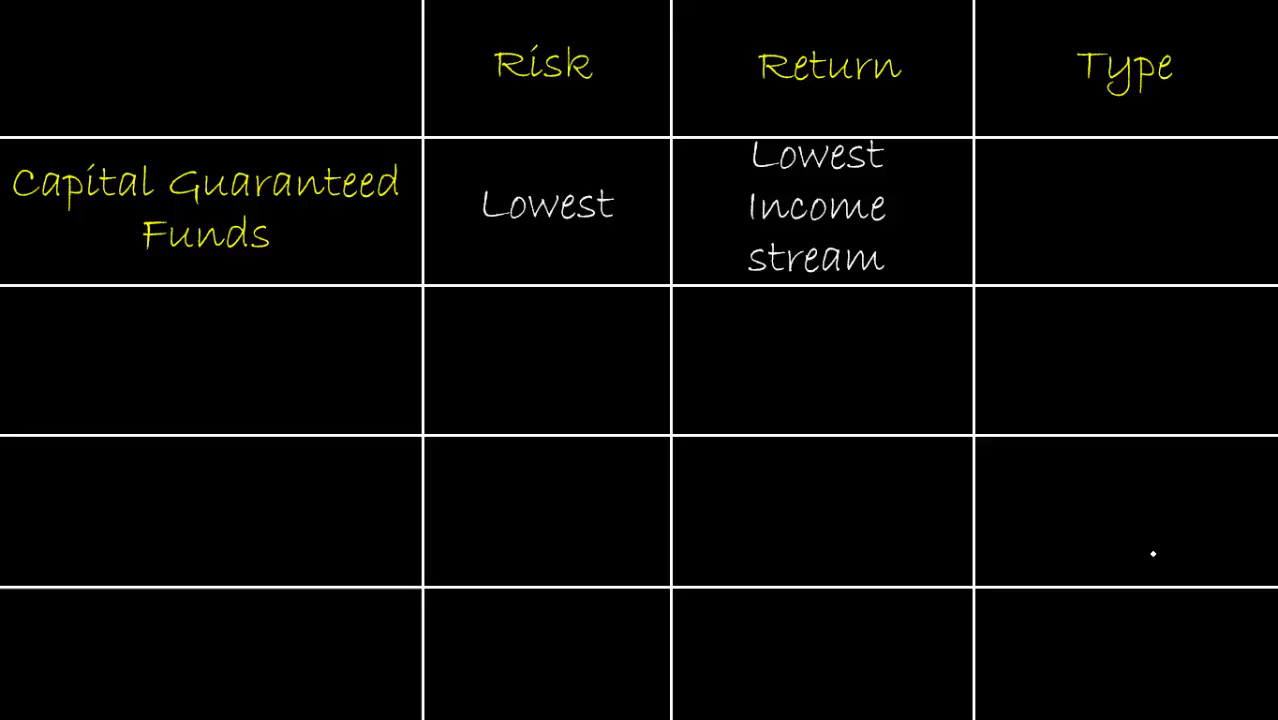 Risk
Return
Type
Capital Guaranteed
Funds
Lowest
Lowest
Income
stream